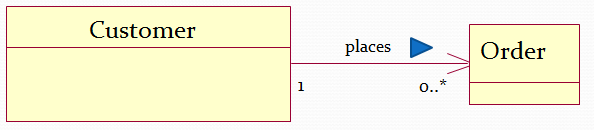 Customer
places
Order
1
0..*